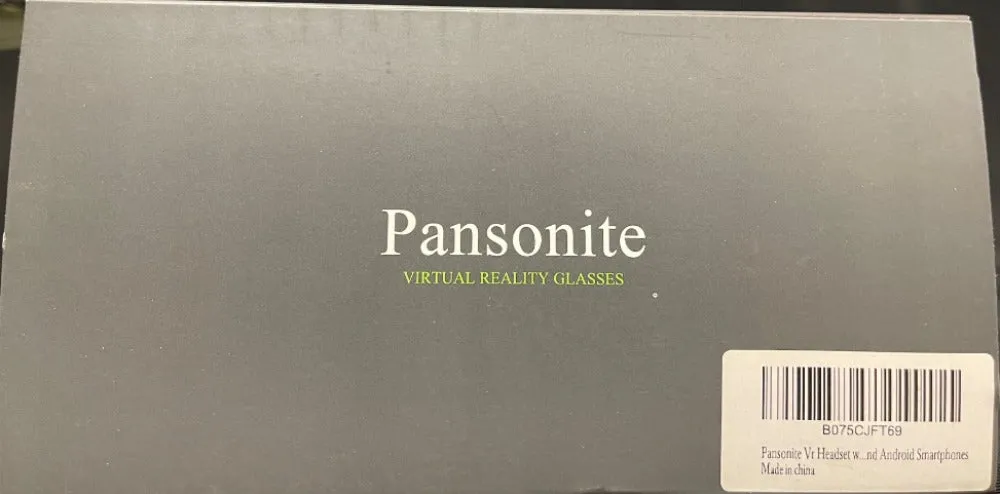 Pansonite
VIRTUAL REALITY GLASSES
B075CJFT69
Pansonite Vr Headset w...nd Android Smartphones
Made in china